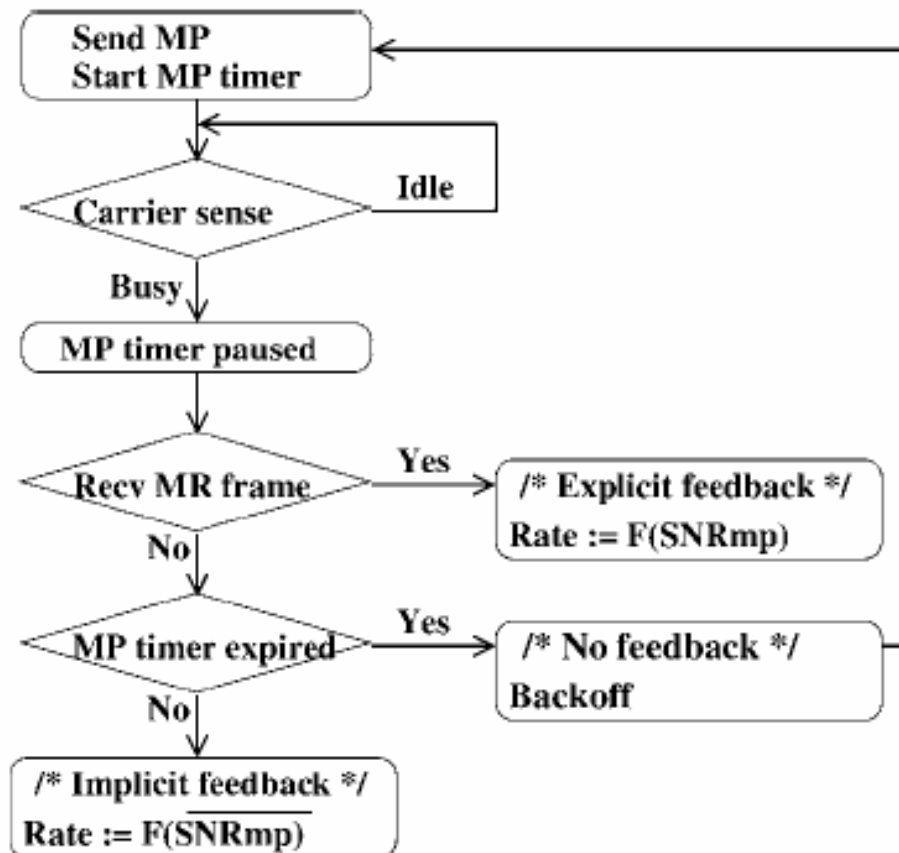 Send MP
Start MP timer
Carrier sense
Idle
Busy
MP timer paused
Recv MR frame
Yes
/* Explicit feedback */
Rate := F(SNRmp)
No
MP timer expired
Yes
/* No feedback */
Backoff
No
/* Implicit feedback */
Rate := F(S̅N̅R̅m̅p̅)